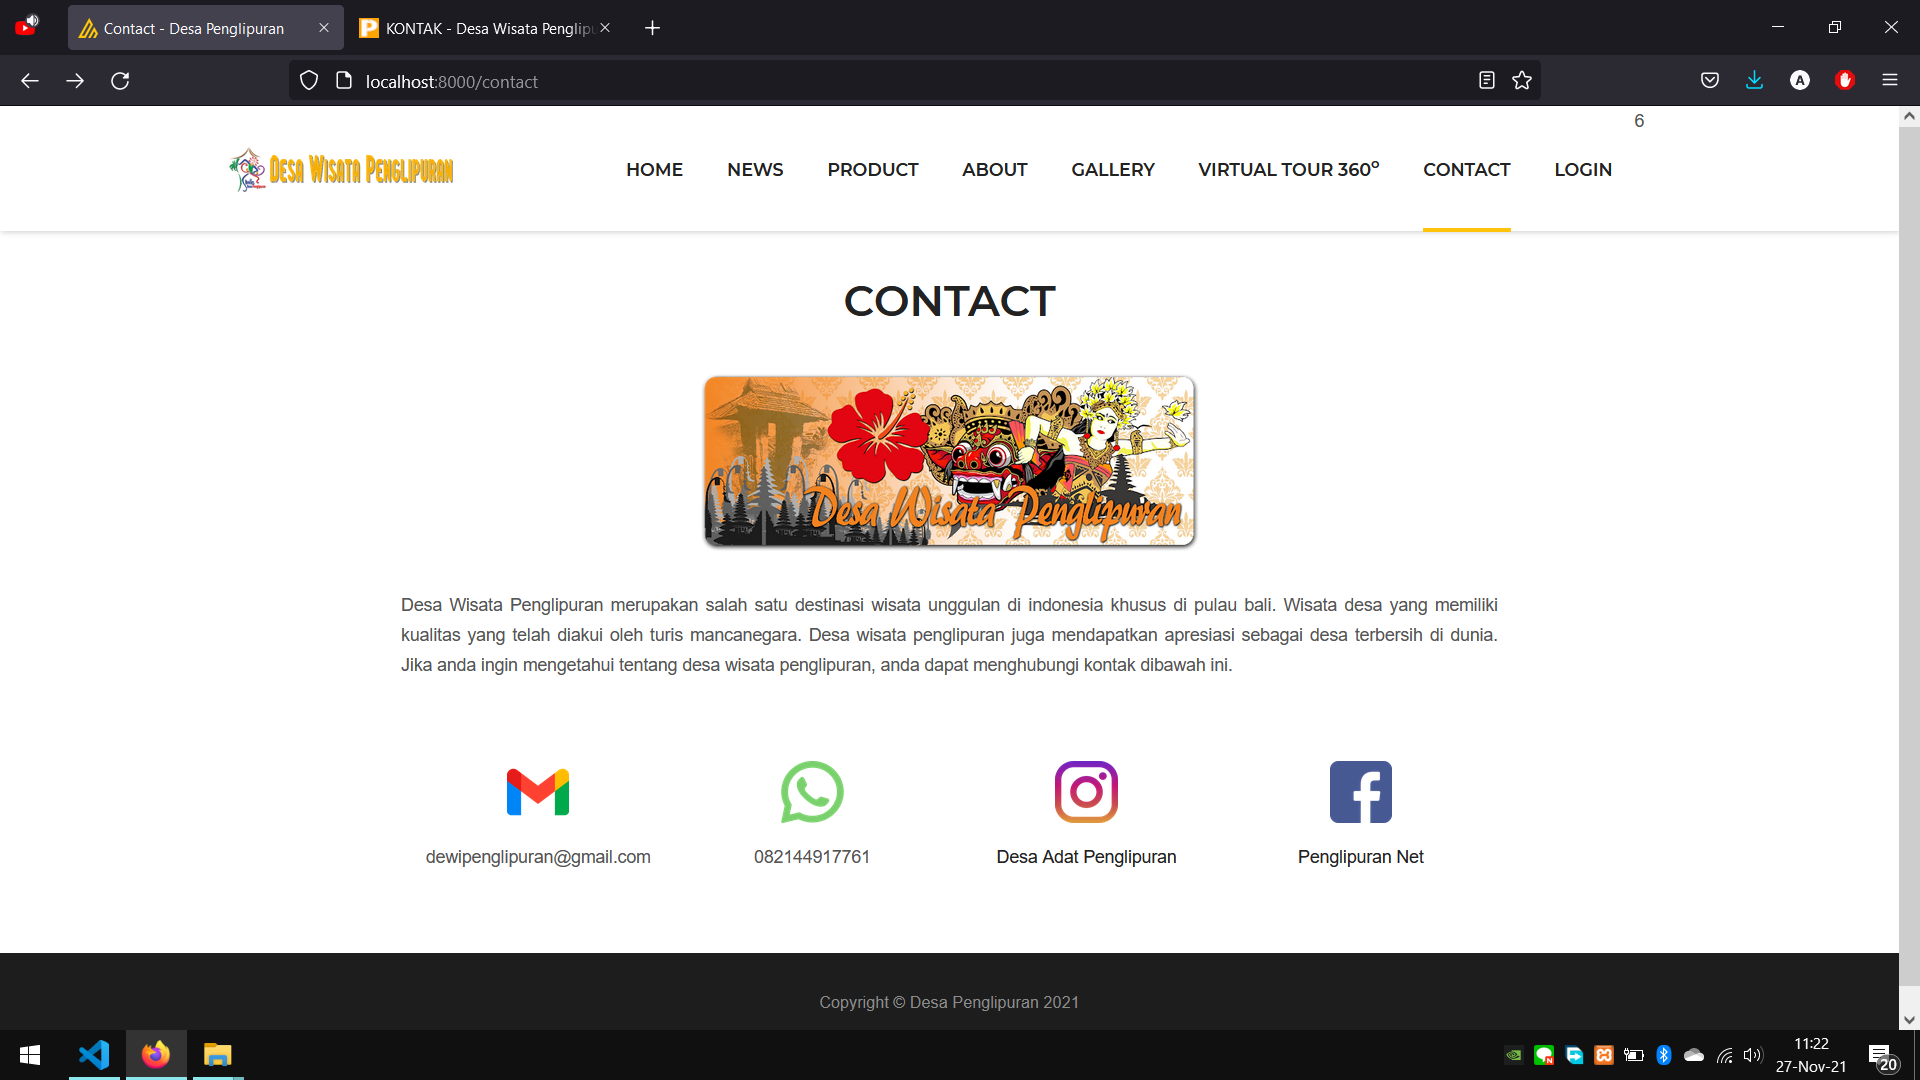 Contact - Desa Penglipuran
KONTAK - Desa Wisata Penglipu
localhost:8000/contact
A
6
DESA WISATA PENGLIPURAN
HOME NEWS PRODUCT ABOUT GALLERY VIRTUAL TOUR 360º CONTACT LOGIN
CONTACT
Desa Wisata Penglipuran
Desa Wisata Penglipuran merupakan salah satu destinasi wisata unggulan di indonesia khusus di pulau bali. Wisata desa yang memiliki
kualitas yang telah diakui oleh turis mancanegara. Desa wisata penglipuran juga mendapatkan apresiasi sebagai desa terbersih di dunia.
Jika anda ingin mengetahui tentang desa wisata penglipuran, anda dapat menghubungi kontak dibawah ini.
dewipenglipuran@gmail.com 082144917761 Desa Adat Penglipuran Penglipuran Net
Copyright © Desa Penglipuran 2021
11:22
27-Nov-21
20